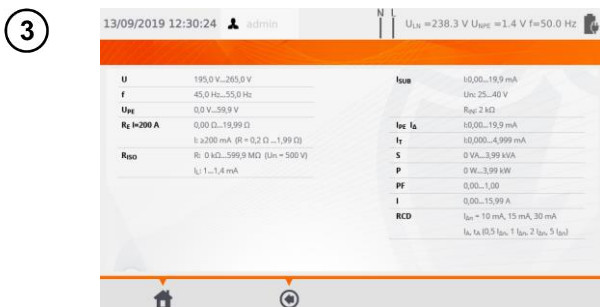 3
13/09/2019 12:30:24 admin
N L
U_LN =238.3 V U_NPE =1.4 V f=50.0 Hz
U 195,0 V...265,0 V
f 45,0 Hz...55,0 Hz
U_PE 0,0 V...59,9 V
R_E I=200 A 0,00 Ω...19,99 Ω
I: ≥200 mA (R = 0,2 Ω ...1,99 Ω)
R_ISO R: 0 kΩ...599,9 MΩ (Un = 500 V)
I_L: 1...1,4 mA
I_SUB I:0,00...19,9 mA
Un: 25...40 V
R_IN: 2 kΩ
I_PE I_Δ I:0,00...19,9 mA
I_T I:0,000...4,999 mA
S 0 VA...3,99 kVA
P 0 W...3,99 kW
PF 0,00...1,00
I 0,00...15,99 A
RCD I_Δn = 10 mA, 15 mA, 30 mA
I_A, t_A (0,5 I_Δn, 1 I_Δn, 2 I_Δn, 5 I_Δn)